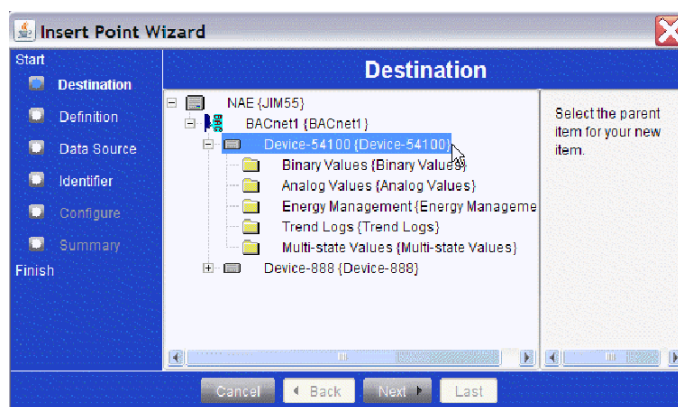 Insert Point Wizard
Start
Destination
Definition
Data Source
Identifier
Configure
Summary
Finish
Destination
NAE {JIM55}
BACnet1 {BACnet1}
Device-54100 {Device-54100}
Binary Values {Binary Values}
Analog Values {Analog Values}
Energy Management {Energy Manageme
Trend Logs {Trend Logs}
Multi-state Values {Multi-state Values}
Device-888 {Device-888}
Select the parent
item for your new
item.
Cancel
Back
Next
Last